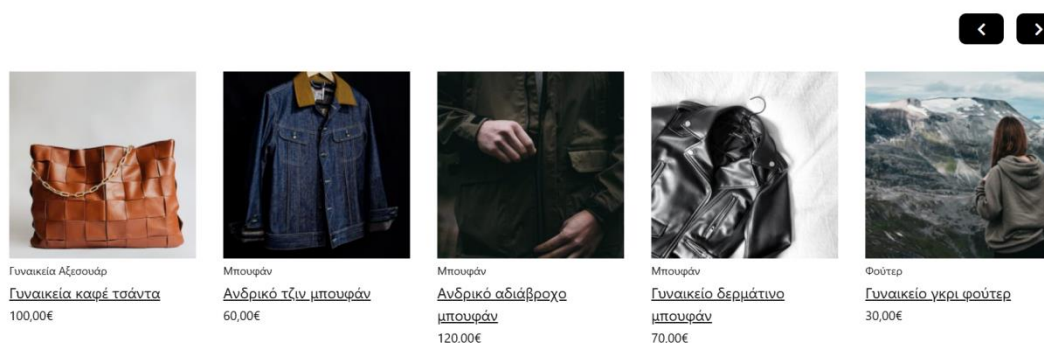 Γυναικεία Αξεσουάρ
Γυναικεία καφέ τσάντα
100,00€
Μπουφάν
Ανδρικό τζιν μπουφάν
60,00€
Μπουφάν
Ανδρικό αδιάβροχο
μπουφάν
120,00€
Μπουφάν
Γυναικείο δερμάτινο
μπουφάν
70,00€
Φούτερ
Γυναικείο γκρι φούτερ
30,00€